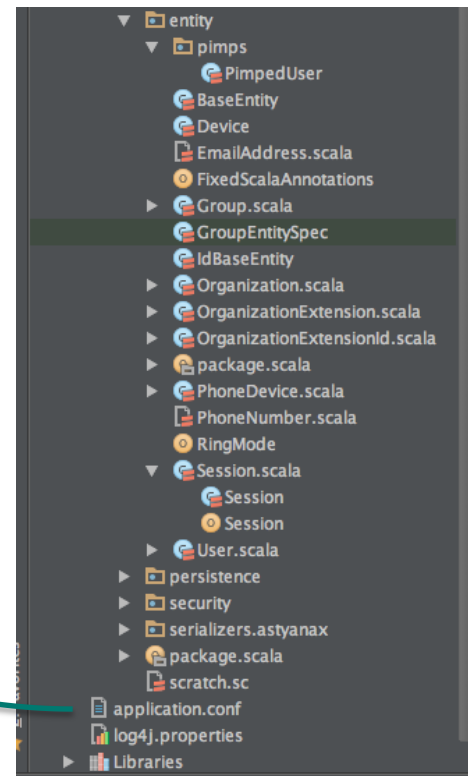 entity
pimps
PimpedUser
BaseEntity
Device
EmailAddress.scala
FixedScalaAnnotations
Group.scala
GroupEntitySpec
IdBaseEntity
Organization.scala
OrganizationExtension.scala
OrganizationExtensionId.scala
package.scala
PhoneDevice.scala
PhoneNumber.scala
RingMode
Session.scala
Session
Session
User.scala
persistence
security
serializers.astyanax
package.scala
scratch.sc
application.conf
log4j.properties
Libraries